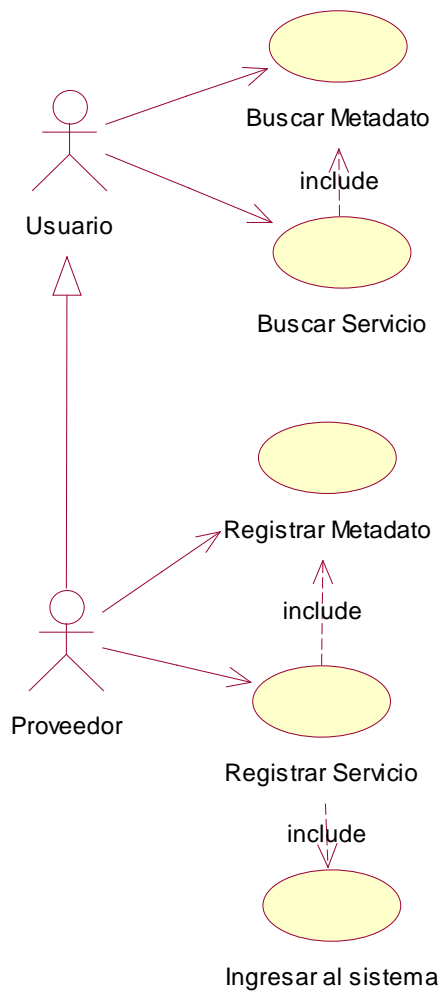 Buscar Metadato
include
Usuario
Buscar Servicio
Registrar Metadato
include
Proveedor
Registrar Servicio
include
Ingresar al sistema